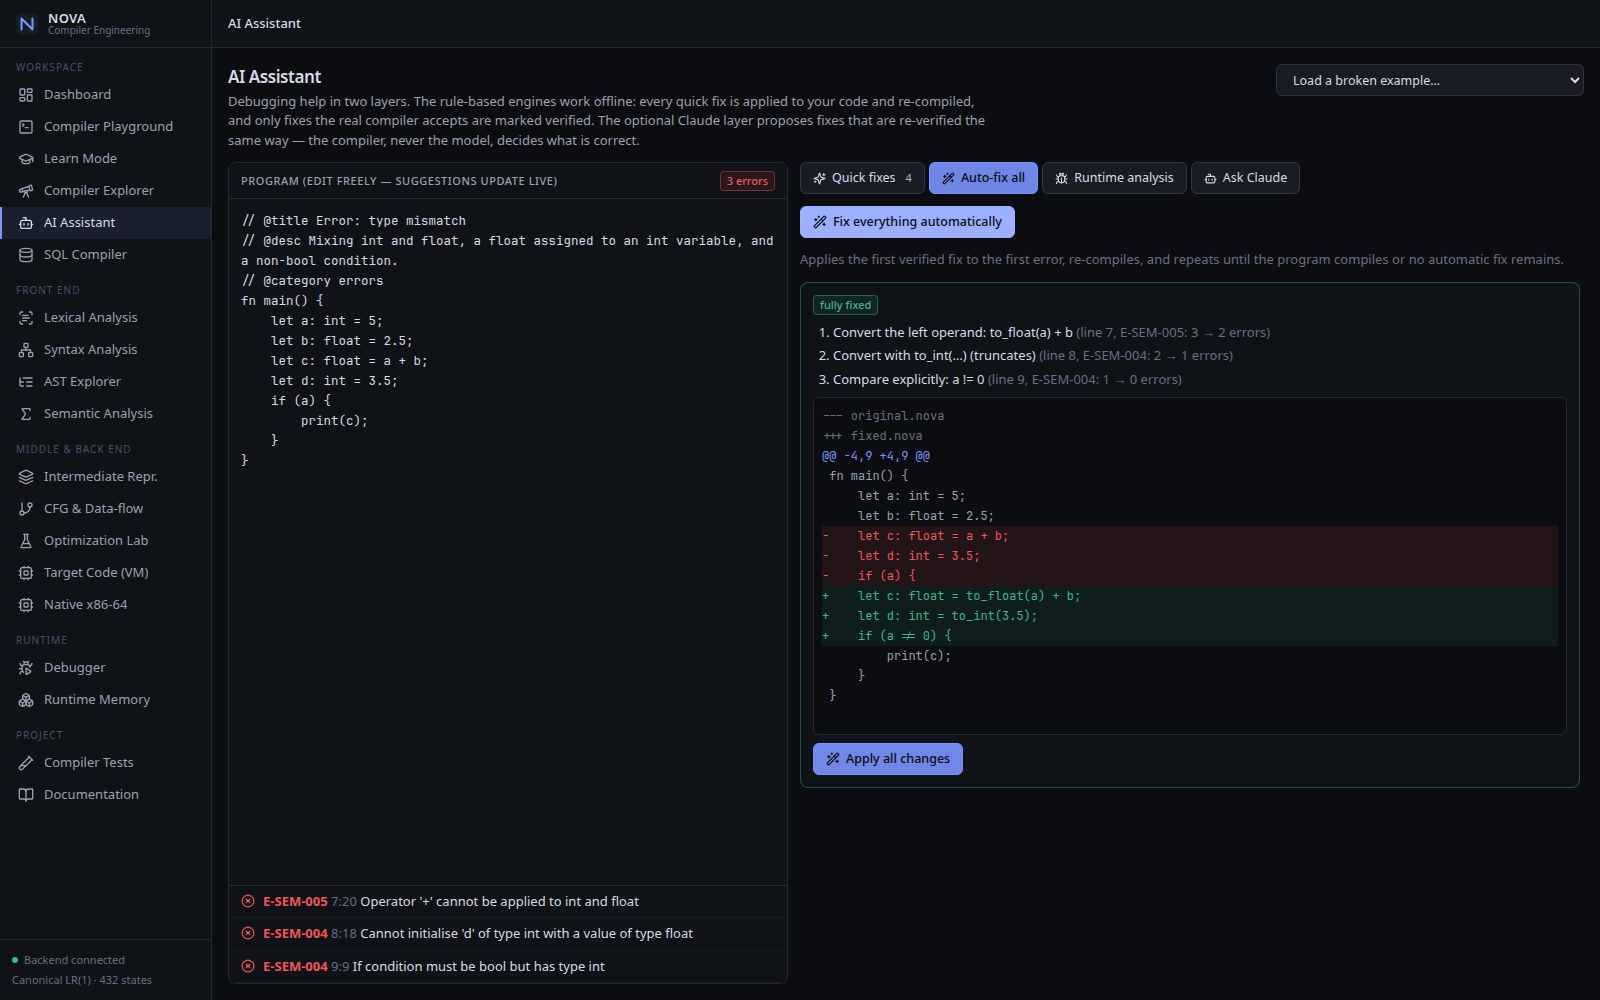 NOVA
Compiler Engineering
WORKSPACE
Dashboard
Compiler Playground
Learn Mode
Compiler Explorer
AI Assistant
SQL Compiler
FRONT END
Lexical Analysis
Syntax Analysis
AST Explorer
Semantic Analysis
MIDDLE & BACK END
Intermediate Repr.
CFG & Data-flow
Optimization Lab
Target Code (VM)
Native x86-64
RUNTIME
Debugger
Runtime Memory
PROJECT
Compiler Tests
Documentation
Backend connected
Canonical LR(1) · 432 states
AI Assistant
AI Assistant
Debugging help in two layers. The rule-based engines work offline: every quick fix is applied to your code and re-compiled,
and only fixes the real compiler accepts are marked verified. The optional Claude layer proposes fixes that are re-verified the
same way — the compiler, never the model, decides what is correct.
Load a broken example...
PROGRAM (EDIT FREELY — SUGGESTIONS UPDATE LIVE)
3 errors
// @title Error: type mismatch
// @desc Mixing int and float, a float assigned to an int variable, and
a non-bool condition.
// @category errors
fn main() {
    let a: int = 5;
    let b: float = 2.5;
    let c: float = a + b;
    let d: int = 3.5;
    if (a) {
        print(c);
    }
}
E-SEM-005 7:20 Operator '+' cannot be applied to int and float
E-SEM-004 8:18 Cannot initialise 'd' of type int with a value of type float
E-SEM-004 9:9 If condition must be bool but has type int
Quick fixes 4
Auto-fix all
Runtime analysis
Ask Claude
Fix everything automatically
Applies the first verified fix to the first error, re-compiles, and repeats until the program compiles or no automatic fix remains.
fully fixed
1. Convert the left operand: to_float(a) + b (line 7, E-SEM-005: 3 → 2 errors)
2. Convert with to_int(...) (truncates) (line 8, E-SEM-004: 2 → 1 errors)
3. Compare explicitly: a != 0 (line 9, E-SEM-004: 1 → 0 errors)
--- original.nova
+++ fixed.nova
@@ -4,9 +4,9 @@
 fn main() {
     let a: int = 5;
     let b: float = 2.5;
-    let c: float = a + b;
-    let d: int = 3.5;
-    if (a) {
+    let c: float = to_float(a) + b;
+    let d: int = to_int(3.5);
+    if (a != 0) {
         print(c);
     }
 }
Apply all changes